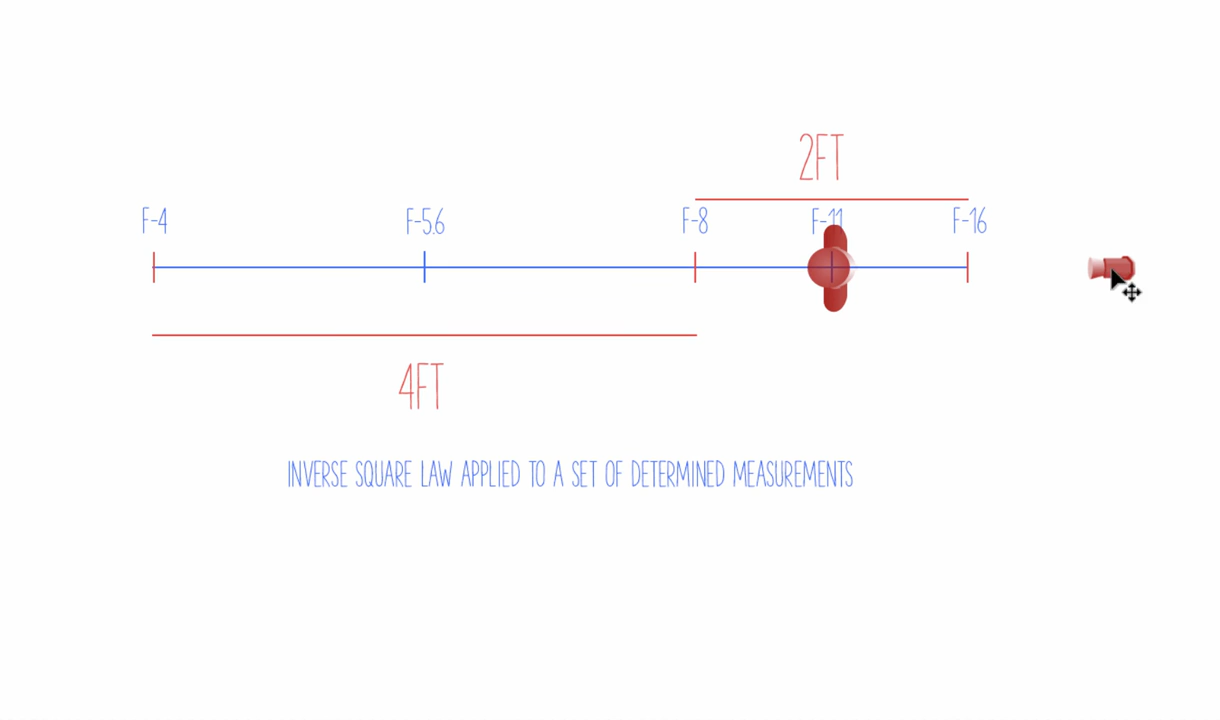 2FT
F-4 F-5.6 F-8 F-11 F-16
4FT
INVERSE SQUARE LAW APPLIED TO A SET OF DETERMINED MEASUREMENTS